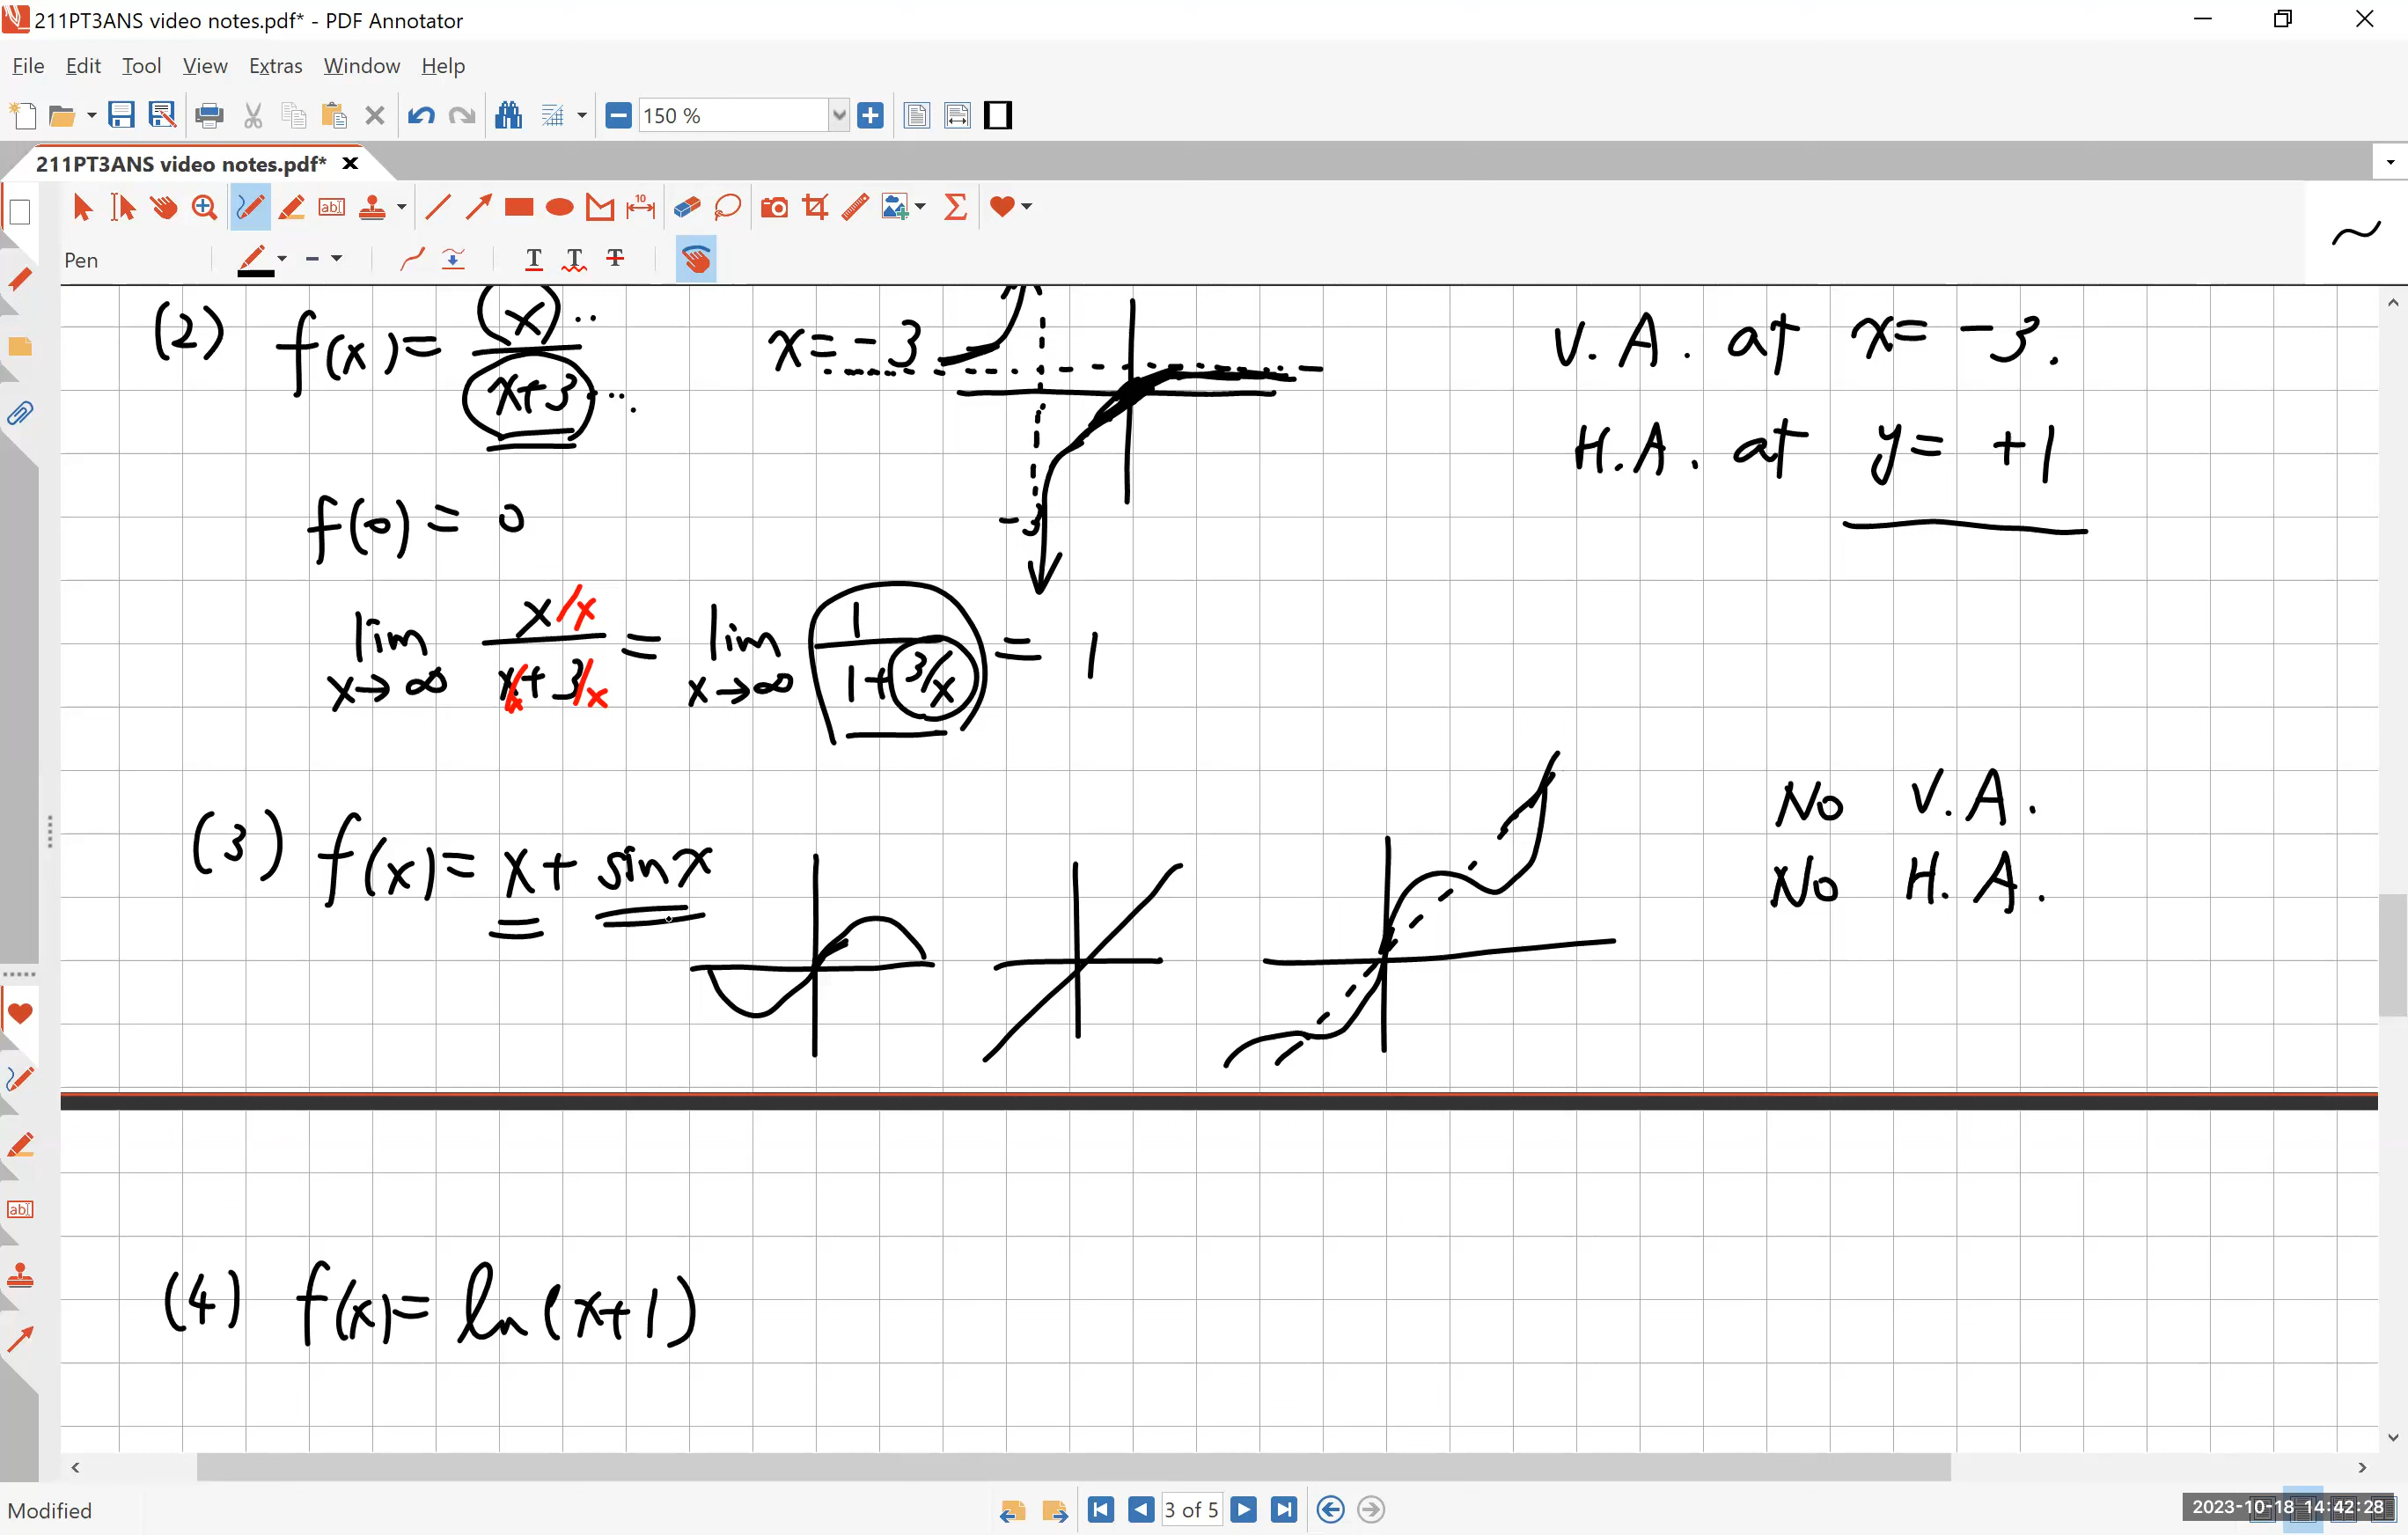 211PT3ANS video notes.pdf* - PDF Annotator
File Edit Tool View Extras Window Help
150 %
211PT3ANS video notes.pdf*
Pen
(2) f(x)= (x).. / (x+3)...
x=-3
-3
V.A. at x= -3.
H.A. at y= +1
f(0) = 0
lim x→∞ x/x / x/x + 3/x = lim x→∞ 1 / 1+3/x = 1
(3) f(x)= x + sin x
No V.A.
No H.A.
(4) f(x)= ln(x+1)
Modified
3 of 5
2023-10-18 14:42:28